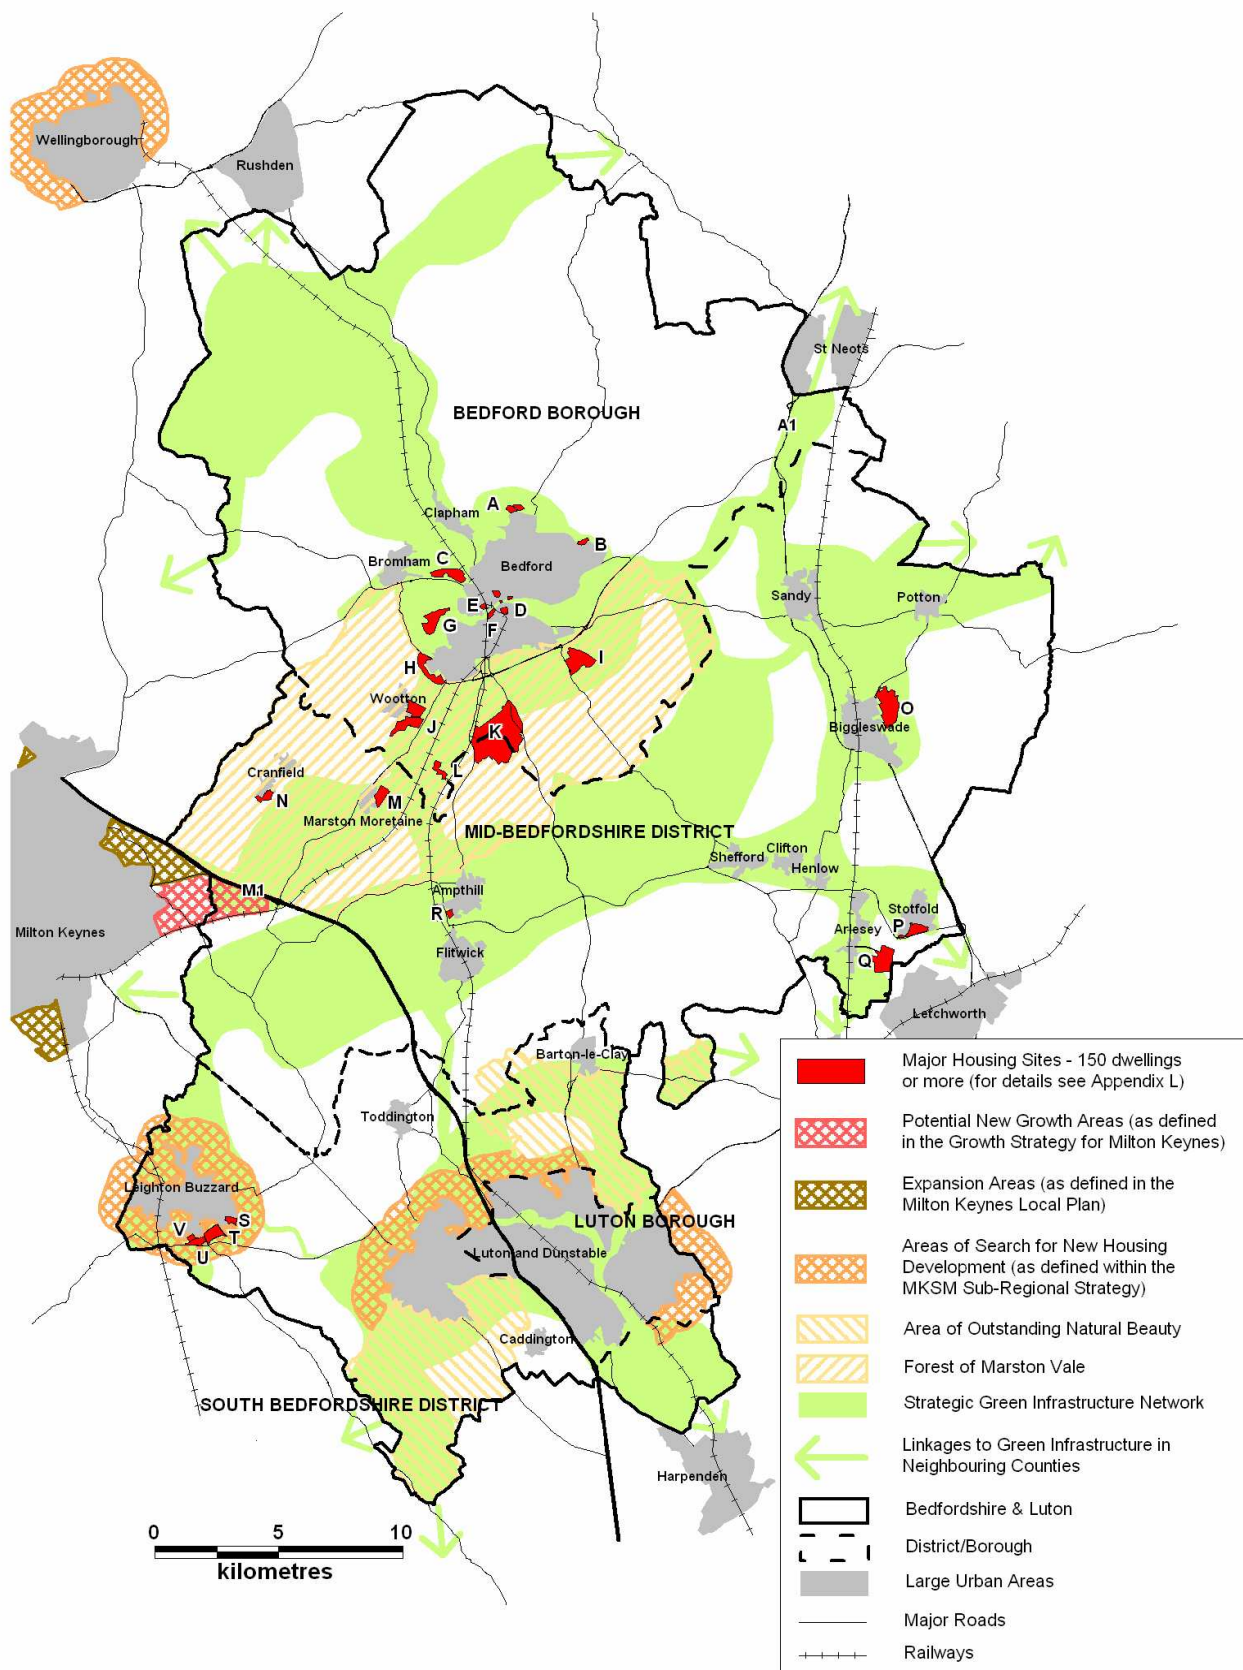 Wellingborough
Rushden
St Neots
BEDFORD BOROUGH
A1
A
Clapham
B
Bromham
C
Bedford
Sandy
Potton
E
D
G
F
H
I
Wootton
O
J
K
Biggleswade
Cranfield
L
N
M
Marston Moretaine
MID-BEDFORDSHIRE DISTRICT
Shefford
Clifton
Henlow
M1
Ampthill
R
Stotfold
P
Arlesey
Milton Keynes
Flitwick
Q
Letchworth
Barton-le-Clay
Toddington
Leighton Buzzard
S
V
T
U
LUTON BOROUGH
Luton and Dunstable
Caddington
SOUTH BEDFORDSHIRE DISTRICT
Harpenden
0 5 10
kilometres
Major Housing Sites - 150 dwellings
or more (for details see Appendix L)
Potential New Growth Areas (as defined
in the Growth Strategy for Milton Keynes)
Expansion Areas (as defined in the
Milton Keynes Local Plan)
Areas of Search for New Housing
Development (as defined within the
MKSM Sub-Regional Strategy)
Area of Outstanding Natural Beauty
Forest of Marston Vale
Strategic Green Infrastructure Network
Linkages to Green Infrastructure in
Neighbouring Counties
Bedfordshire & Luton
District/Borough
Large Urban Areas
Major Roads
Railways